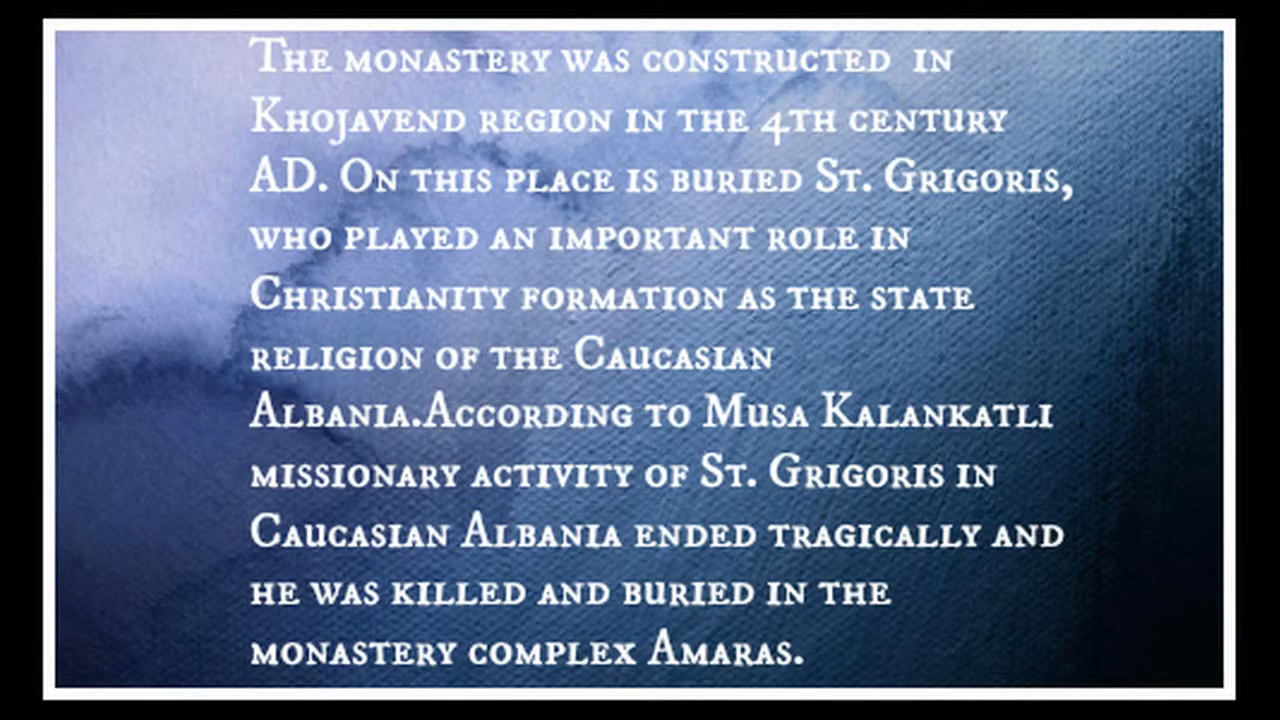 The monastery was constructed in
Khojavend region in the 4th century
AD. On this place is buried St. Grigoris,
who played an important role in
Christianity formation as the state
religion of the Caucasian
Albania.According to Musa Kalankatli
missionary activity of St. Grigoris in
Caucasian Albania ended tragically and
he was killed and buried in the
monastery complex Amaras.